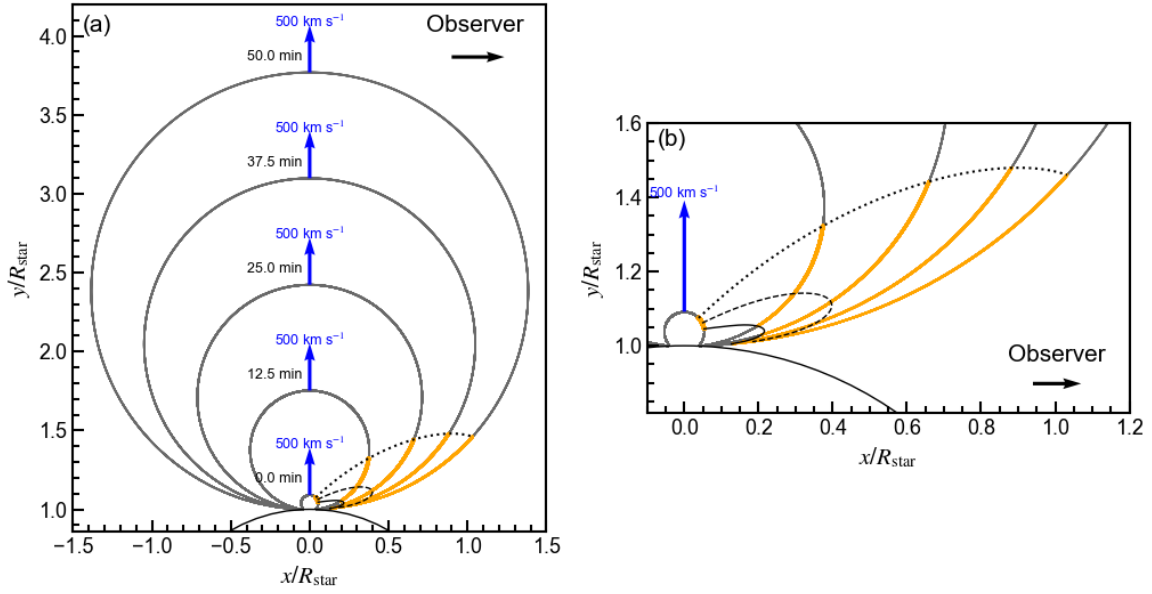 (a)
Observer
500 km s⁻¹
50.0 min
500 km s⁻¹
37.5 min
500 km s⁻¹
25.0 min
500 km s⁻¹
12.5 min
500 km s⁻¹
0.0 min
4.0
3.5
3.0
2.5
2.0
1.5
1.0
y/R_star
−1.5 −1.0 −0.5 0.0 0.5 1.0 1.5
x/R_star
(b)
500 km s⁻¹
Observer
1.6
1.4
1.2
1.0
y/R_star
0.0 0.2 0.4 0.6 0.8 1.0 1.2
x/R_star